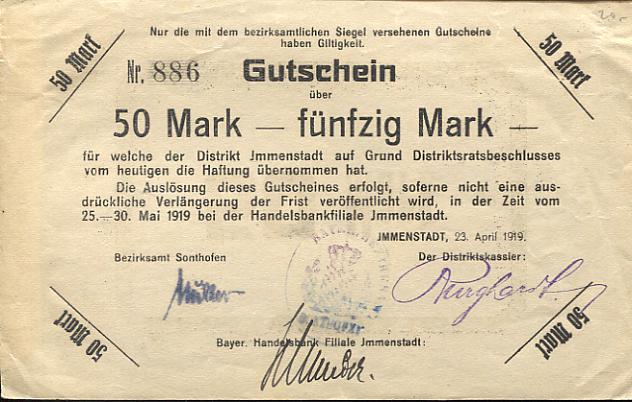 Nur die mit dem bezirksamtlichen Siegel versehenen Gutscheine
haben Giltigkeit.
50 Mark
50 Mark
Nr. 886 Gutschein
über
50 Mark — fünfzig Mark —
für welche der Distrikt Jmmenstadt auf Grund Distriktsratsbeschlusses
vom heutigen die Haftung übernommen hat.
Die Auslösung dieses Gutscheines erfolgt, soferne nicht eine aus-
drückliche Verlängerung der Frist veröffentlicht wird, in der Zeit vom
25.—30. Mai 1919 bei der Handelsbankfiliale Jmmenstadt.
JMMENSTADT, 23. April 1919.
Bezirksamt Sonthofen
Der Distriktskassier:
Müller
Burghart
50 Mark
50 Mark
Bayer. Handelsbank Filiale Jmmenstadt: